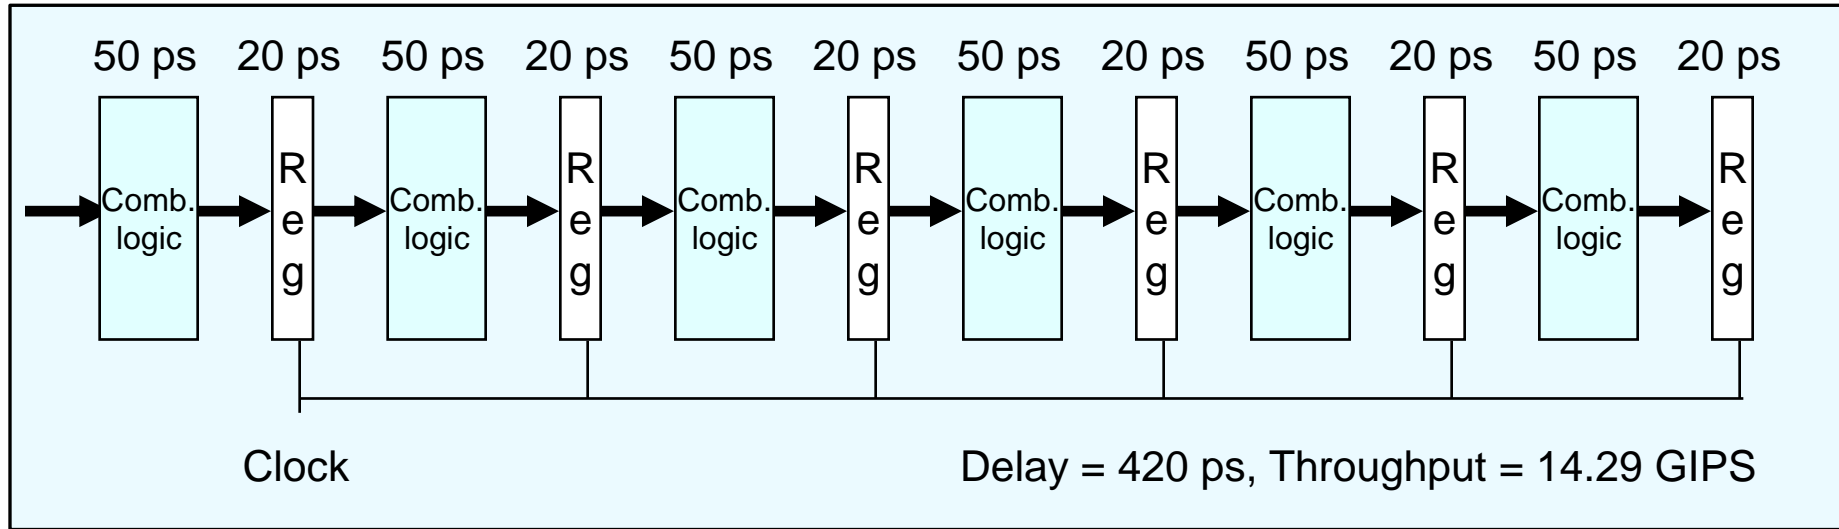 50 ps 20 ps 50 ps 20 ps 50 ps 20 ps 50 ps 20 ps 50 ps 20 ps 50 ps 20 ps
Comb.
logic
R
e
g
Comb.
logic
R
e
g
Comb.
logic
R
e
g
Comb.
logic
R
e
g
Comb.
logic
R
e
g
Comb.
logic
R
e
g
Clock
Delay = 420 ps, Throughput = 14.29 GIPS